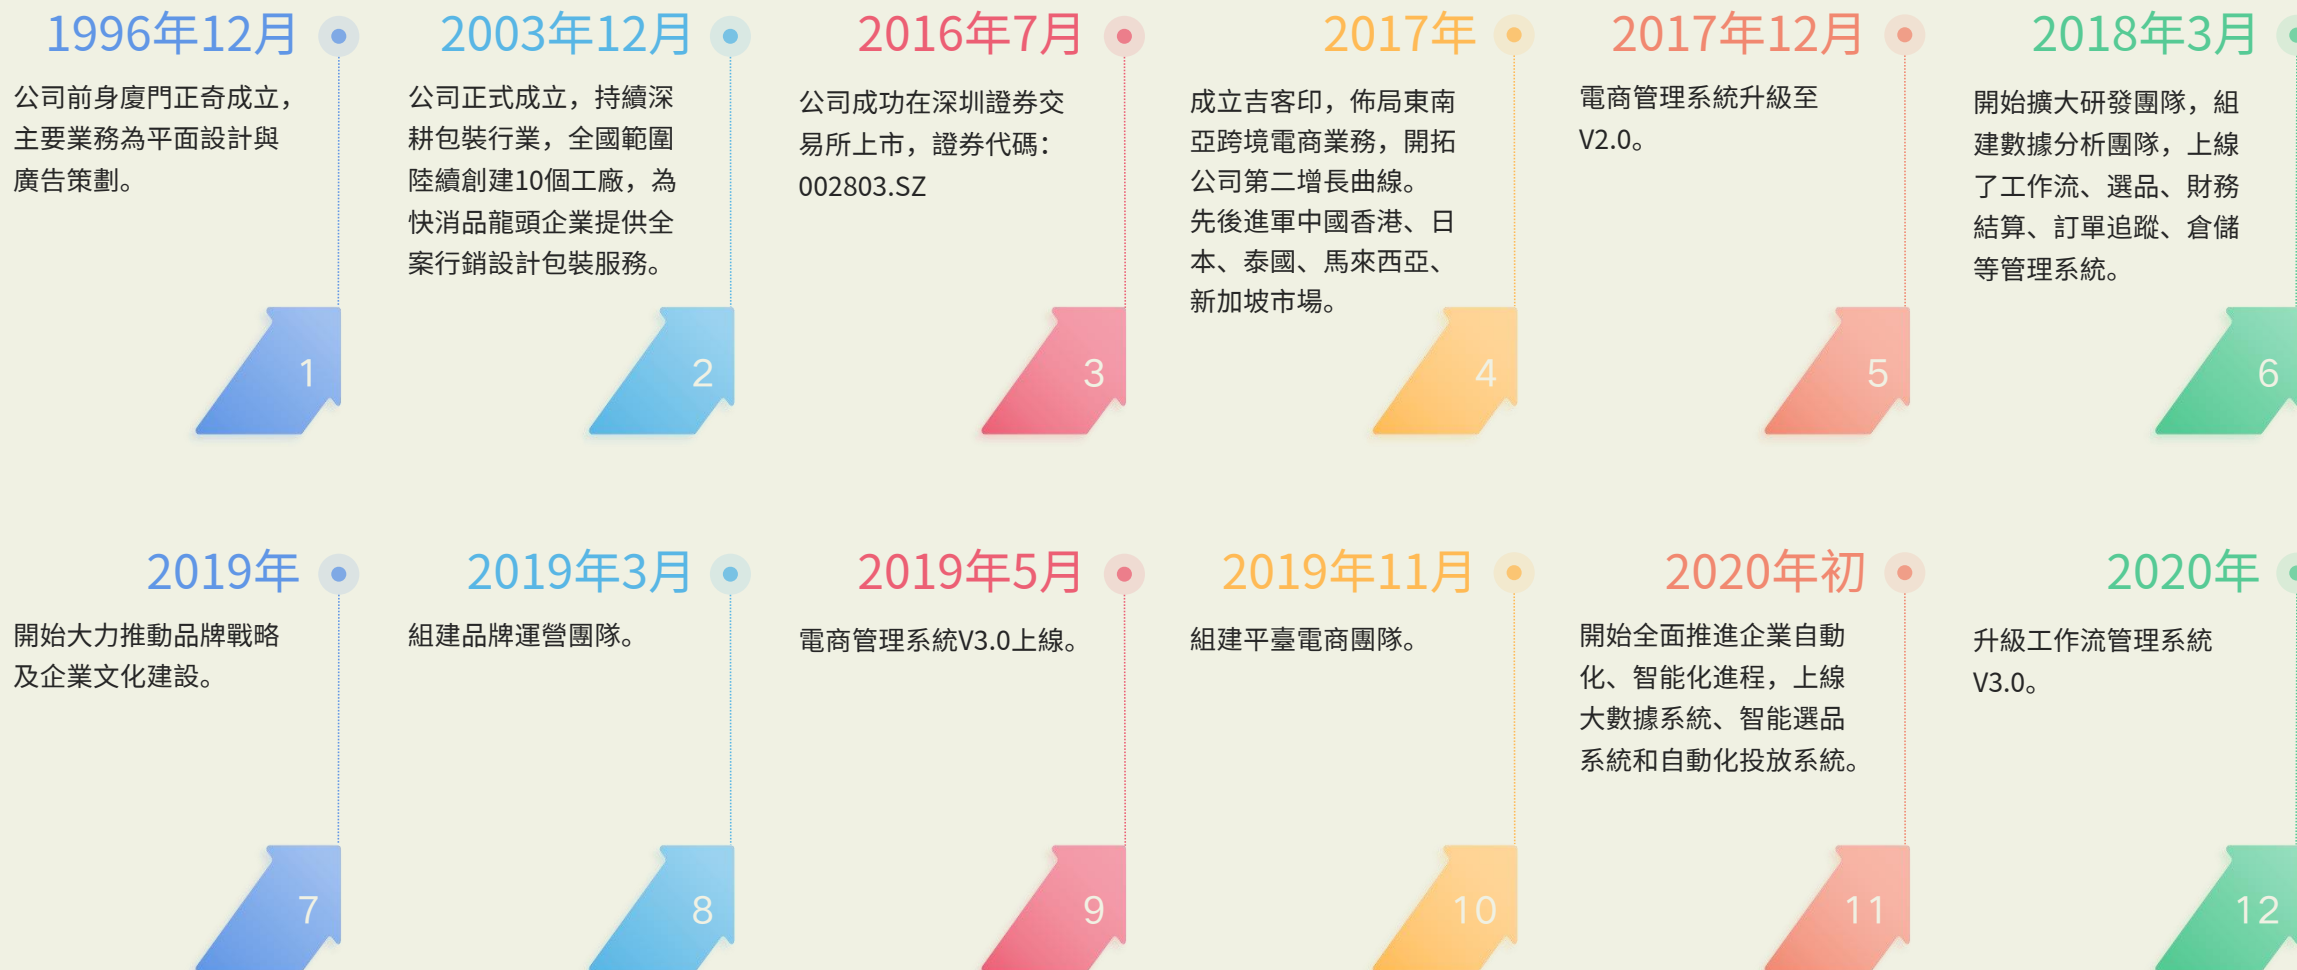 1996年12月
公司前身廈門正奇成立，
主要業務為平面設計與
廣告策劃。
1
2003年12月
公司正式成立，持續深
耕包裝行業，全國範圍
陸續創建10個工廠，為
快消品龍頭企業提供全
案行銷設計包裝服務。
2
2016年7月
公司成功在深圳證券交
易所上市，證券代碼：
002803.SZ
3
2017年
成立吉客印，佈局東南
亞跨境電商業務，開拓
公司第二增長曲線。
先後進軍中國香港、日
本、泰國、馬來西亞、
新加坡市場。
4
2017年12月
電商管理系統升級至
V2.0。
5
2018年3月
開始擴大研發團隊，組
建數據分析團隊，上線
了工作流、選品、財務
結算、訂單追蹤、倉儲
等管理系統。
6
2019年
開始大力推動品牌戰略
及企業文化建設。
7
2019年3月
組建品牌運營團隊。
8
2019年5月
電商管理系統V3.0上線。
9
2019年11月
組建平臺電商團隊。
10
2020年初
開始全面推進企業自動
化、智能化進程，上線
大數據系統、智能選品
系統和自動化投放系統。
11
2020年
升級工作流管理系統
V3.0。
12